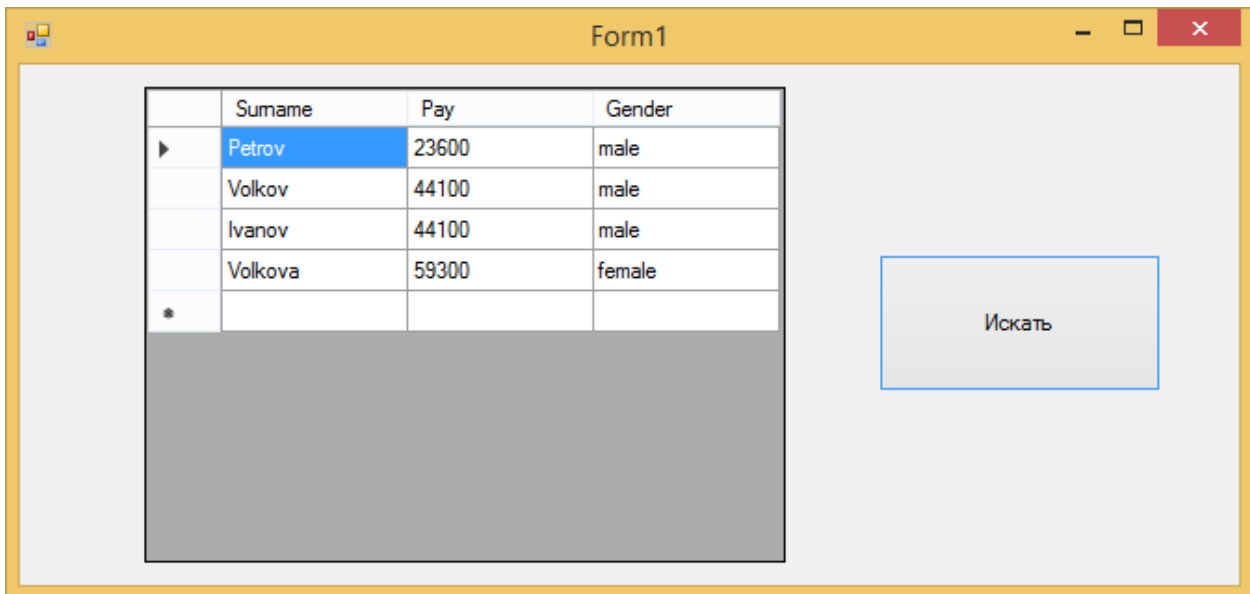 Form1
Surname Pay Gender
Petrov 23600 male
Volkov 44100 male
Ivanov 44100 male
Volkova 59300 female
Искать